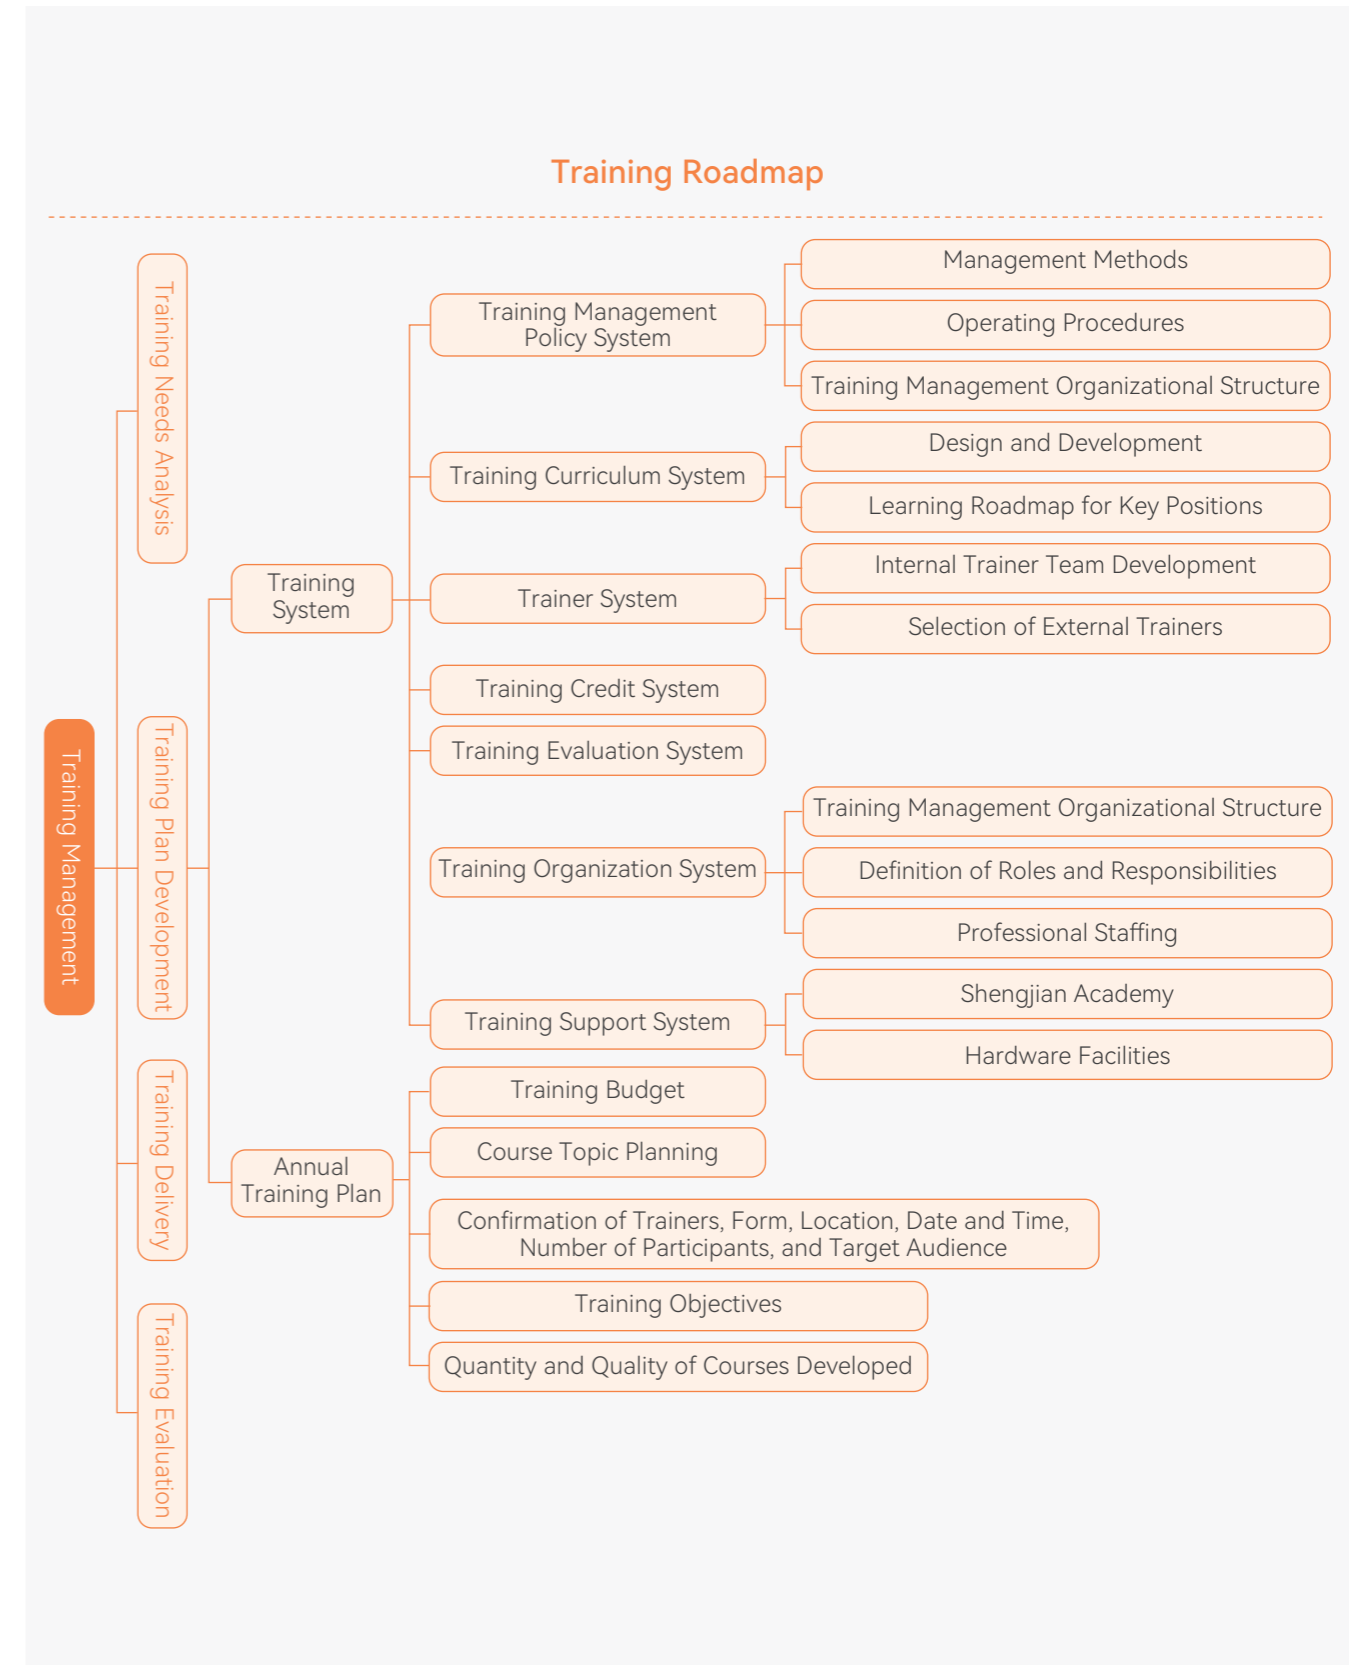 Training Roadmap
Training Management
Training Needs Analysis
Training Plan Development
Training Delivery
Training Evaluation
Training
System
Annual
Training Plan
Training Management
Policy System
Management Methods
Operating Procedures
Training Management Organizational Structure
Training Curriculum System
Design and Development
Learning Roadmap for Key Positions
Trainer System
Internal Trainer Team Development
Selection of External Trainers
Training Credit System
Training Evaluation System
Training Organization System
Training Management Organizational Structure
Definition of Roles and Responsibilities
Professional Staffing
Training Support System
Shengjian Academy
Hardware Facilities
Training Budget
Course Topic Planning
Confirmation of Trainers, Form, Location, Date and Time,
Number of Participants, and Target Audience
Training Objectives
Quantity and Quality of Courses Developed